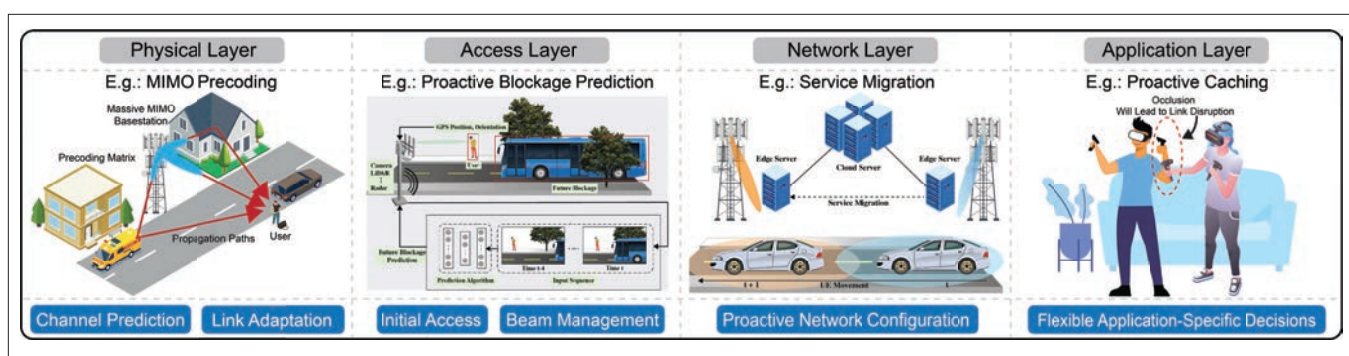 Physical Layer
E.g.: MIMO Precoding
Massive MIMO
Basestation
Precoding Matrix
Propigation Paths
User
Channel Prediction
Link Adaptation
Access Layer
E.g.: Proactive Blockage Prediction
GPS Position, Orientation
User
Camera
LiDAR
Radar
Future Blockage
Future Blockage
Prediction
Time t-4
Time t
Prediction Algorithm
Input Sequence
Initial Access
Beam Management
Network Layer
E.g.: Service Migration
Edge Server
Cloud Server
Edge Server
Service Migration
t + 1
UE Movement
t
Proactive Network Configuration
Application Layer
E.g.: Proactive Caching
Occlusion
Will Lead to Link Disruption
Flexible Application-Specific Decisions